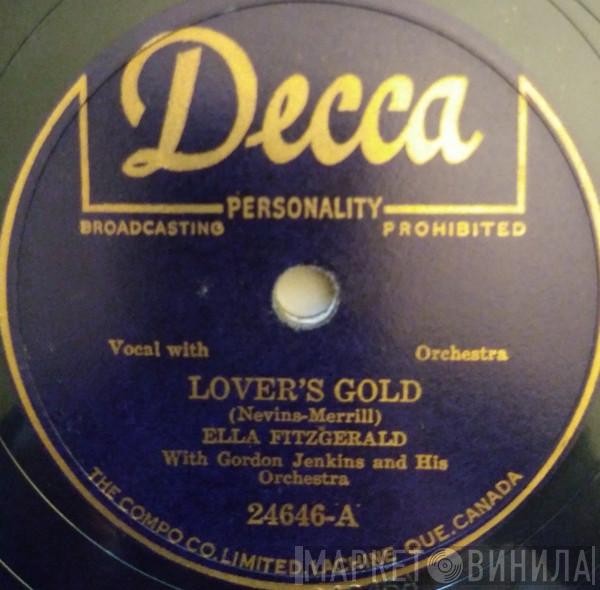 Decca
PERSONALITY
BROADCASTING PROHIBITED
Vocal with Orchestra
LOVER'S GOLD
(Nevins-Merrill)
ELLA FITZGERALD
With Gordon Jenkins and His
Orchestra
24646-A
THE COMPO CO. LIMITED, LACHINE, QUE. CANADA
МАРКЕТ ВИНИЛА